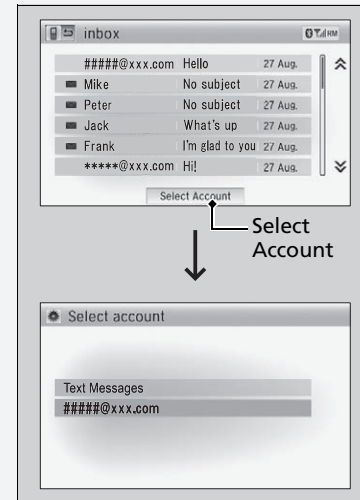 inbox RM
#####@xxx.com Hello 27 Aug.
Mike No subject 27 Aug.
Peter No subject 27 Aug.
Jack What's up 27 Aug.
Frank I'm glad to you 27 Aug.
*****@xxx.com Hi! 27 Aug.
Select Account
Select
Account
Select account
Text Messages
#####@xxx.com